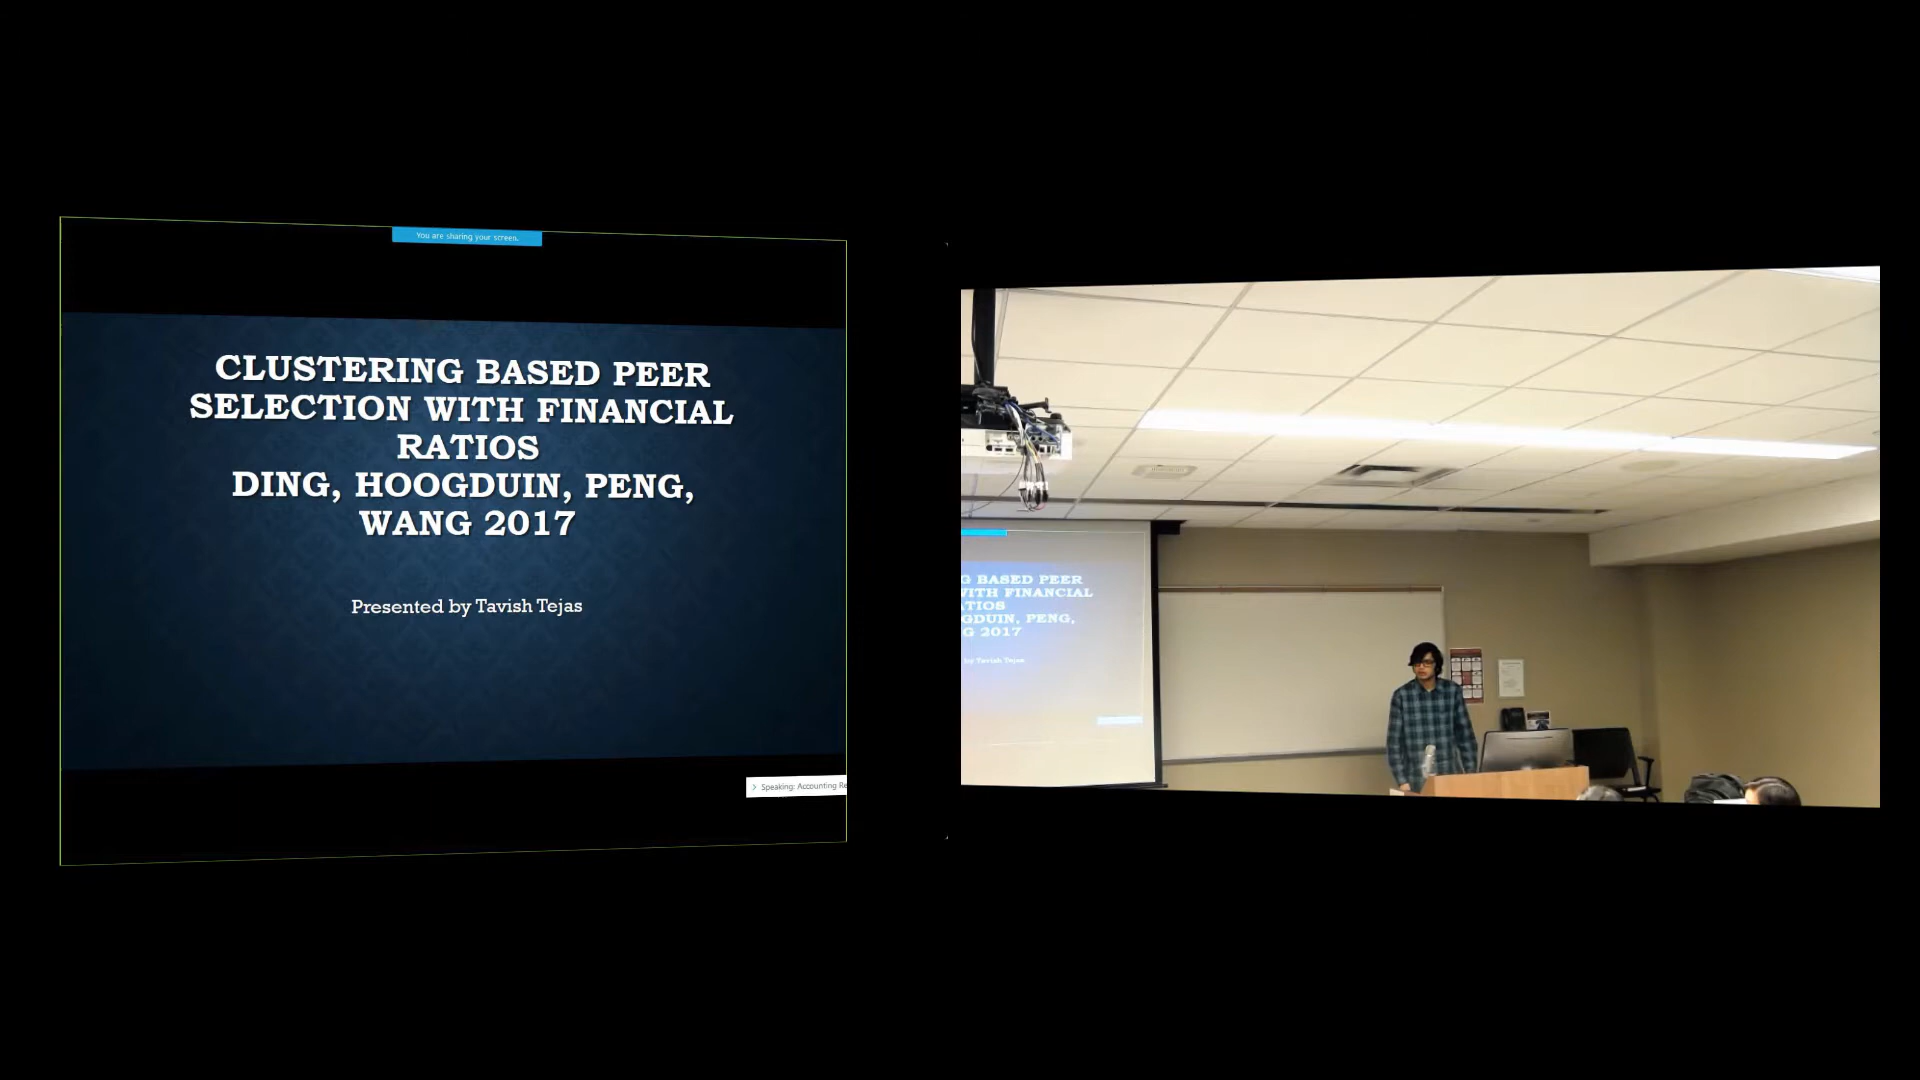 You are sharing your screen.
CLUSTERING BASED PEER
SELECTION WITH FINANCIAL
RATIOS
DING, HOOGDUIN, PENG,
WANG 2017
Presented by Tavish Tejas
Speaking: Accounting Re
G BASED PEER
WITH FINANCIAL
ATIOS
GDUIN, PENG,
G 2017
by Tavish Tejas